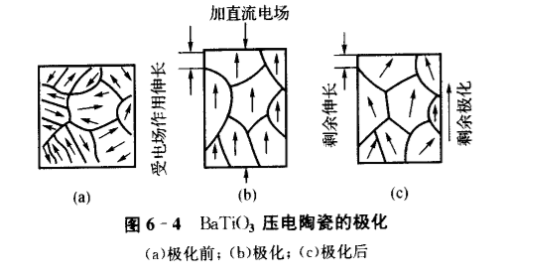 加直流电场
受电场作用伸长
剩余伸长
剩余极化
(a)
(b)
(c)
图 6-4 BaTiO₃ 压电陶瓷的极化
(a)极化前；(b)极化；(c)极化后